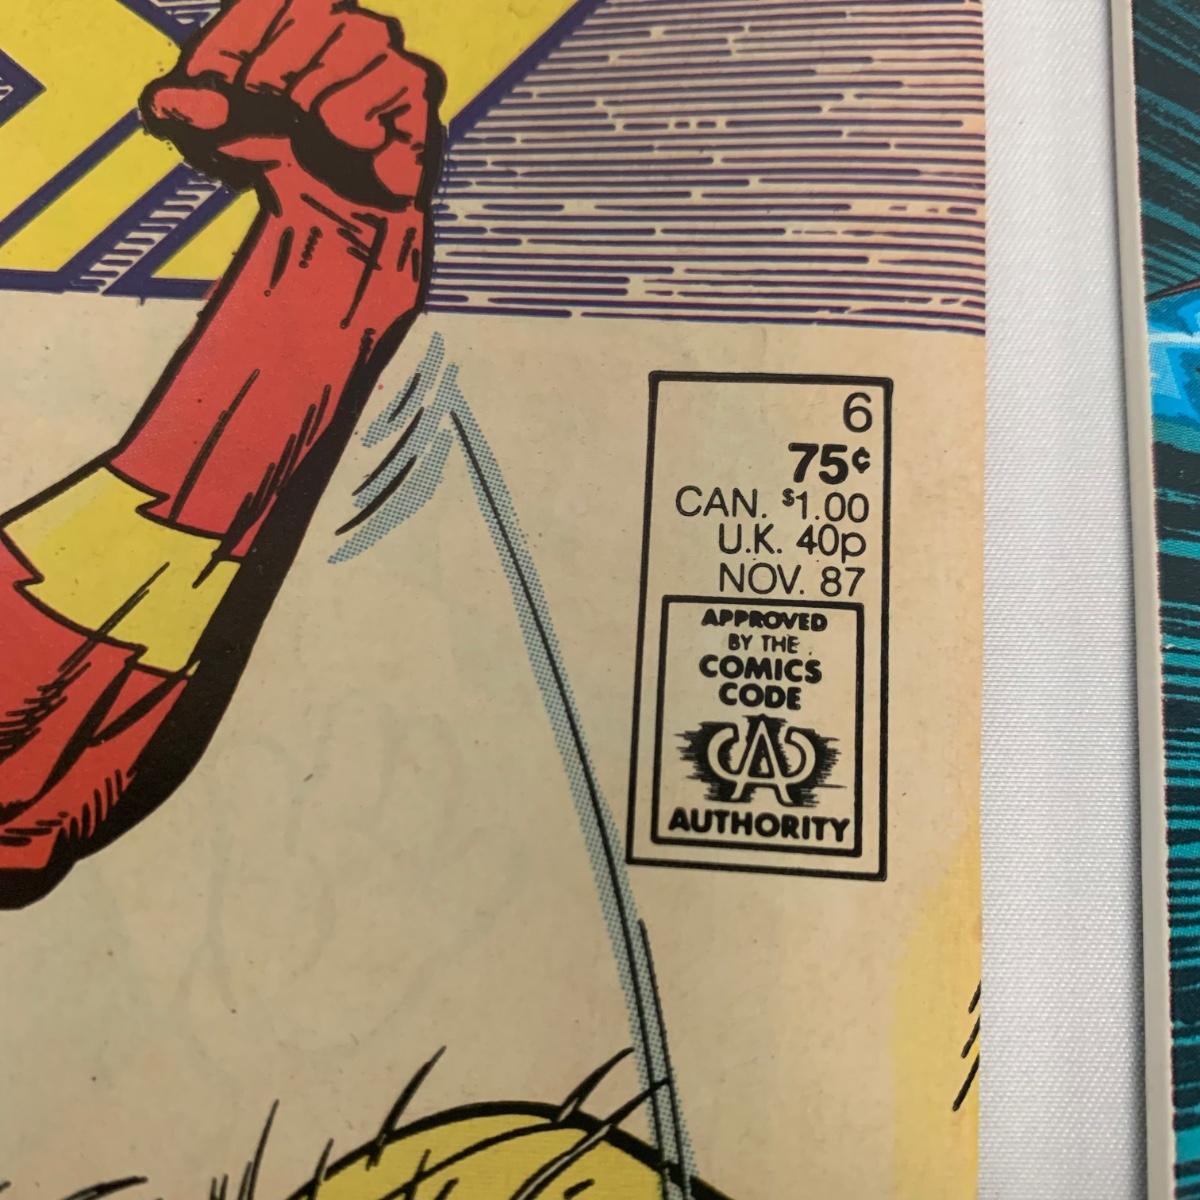 6
75¢
CAN. $1.00
U.K. 40p
NOV. 87
APPROVED
BY THE
COMICS
CODE
CA
AUTHORITY